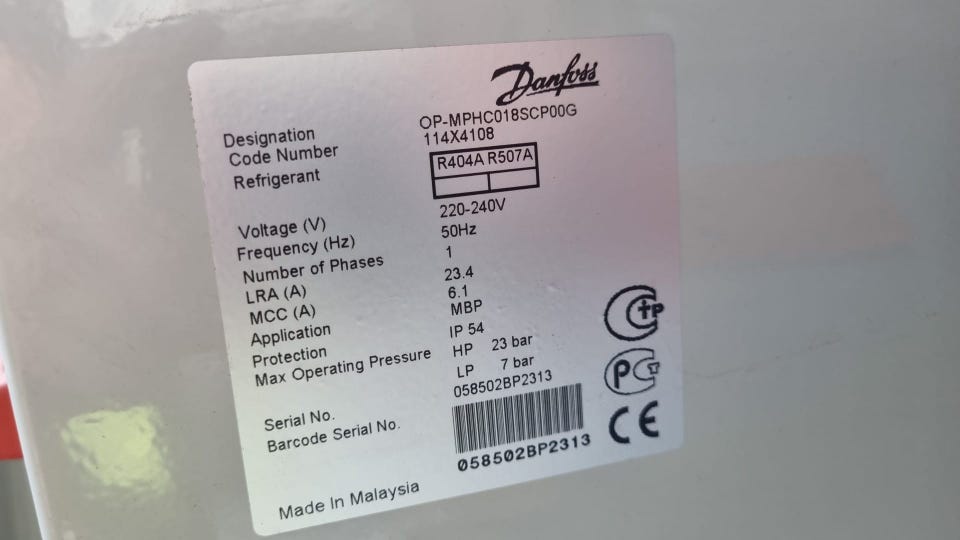 Danfoss
Designation OP-MPHC018SCP00G
Code Number 114X4108
Refrigerant R404A R507A
Voltage (V) 220-240V
Frequency (Hz) 50Hz
Number of Phases 1
LRA (A) 23.4
MCC (A) 6.1
Application MBP
Protection IP 54
Max Operating Pressure HP 23 bar
LP 7 bar
Serial No. 058502BP2313
Barcode Serial No.
058502BP2313
Made In Malaysia
CE